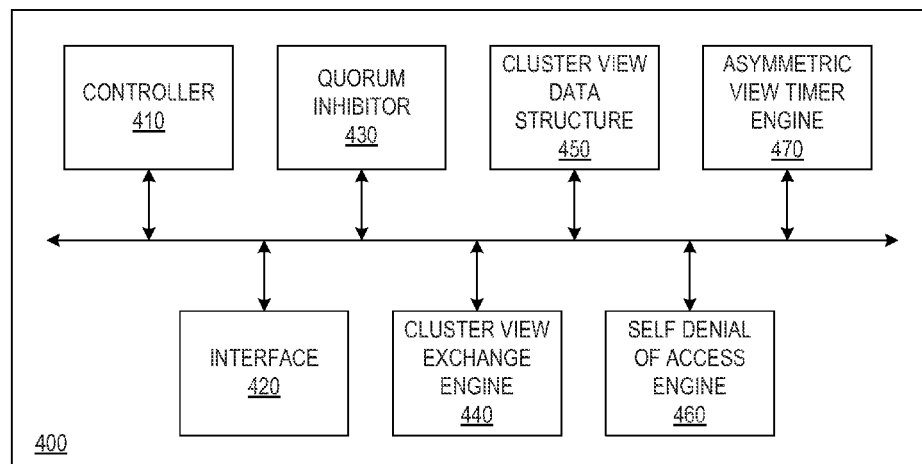 CONTROLLER
410
QUORUM
INHIBITOR
430
CLUSTER VIEW
DATA
STRUCTURE
450
ASYMMETRIC
VIEW TIMER
ENGINE
470
INTERFACE
420
CLUSTER VIEW
EXCHANGE
ENGINE
440
SELF DENIAL
OF ACCESS
ENGINE
460
400